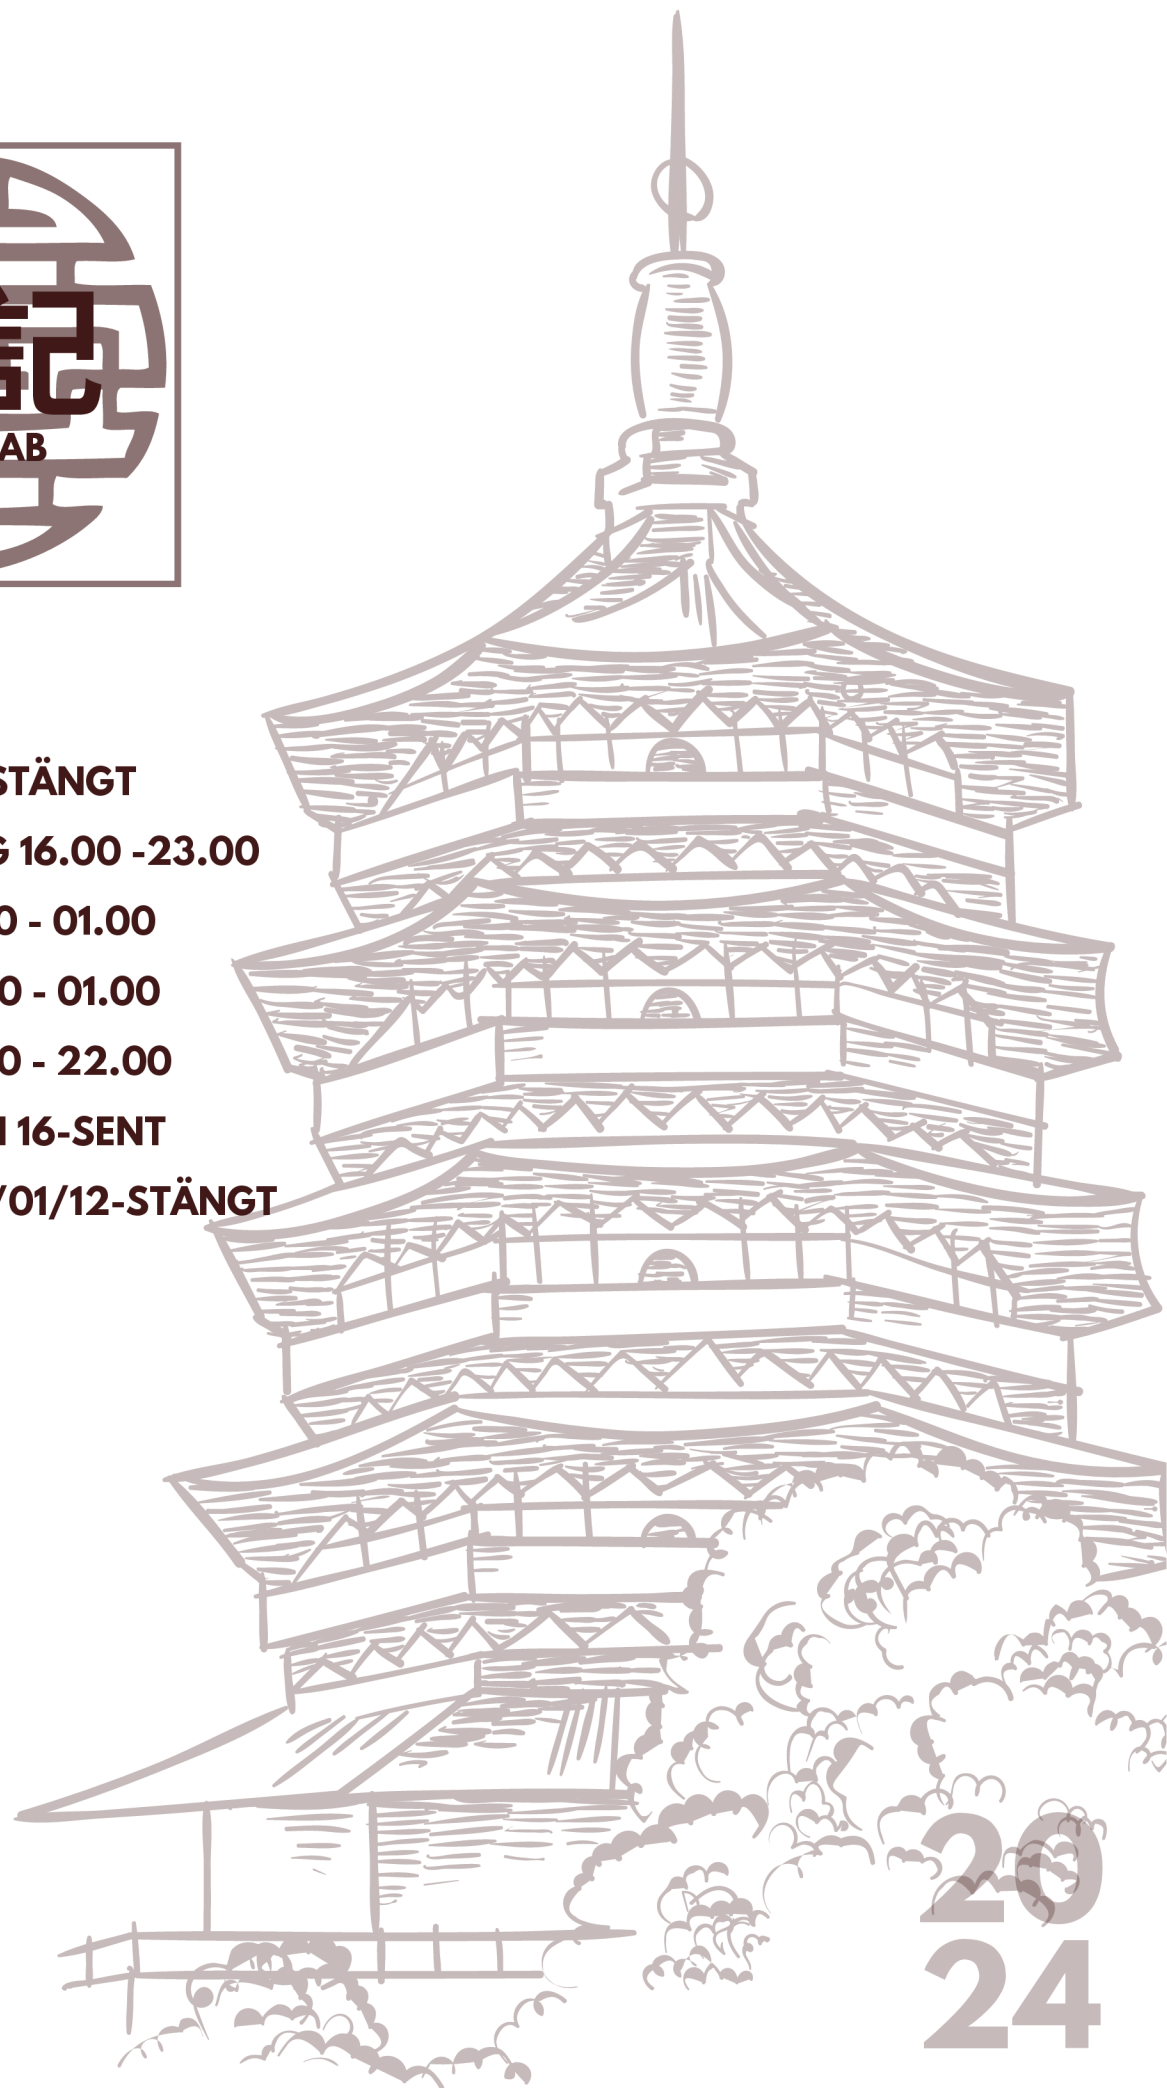 記
AB
STÄNGT
G 16.00 -23.00
0 - 01.00
0 - 01.00
0 - 22.00
16-SENT
/01/12-STÄNGT
20
24